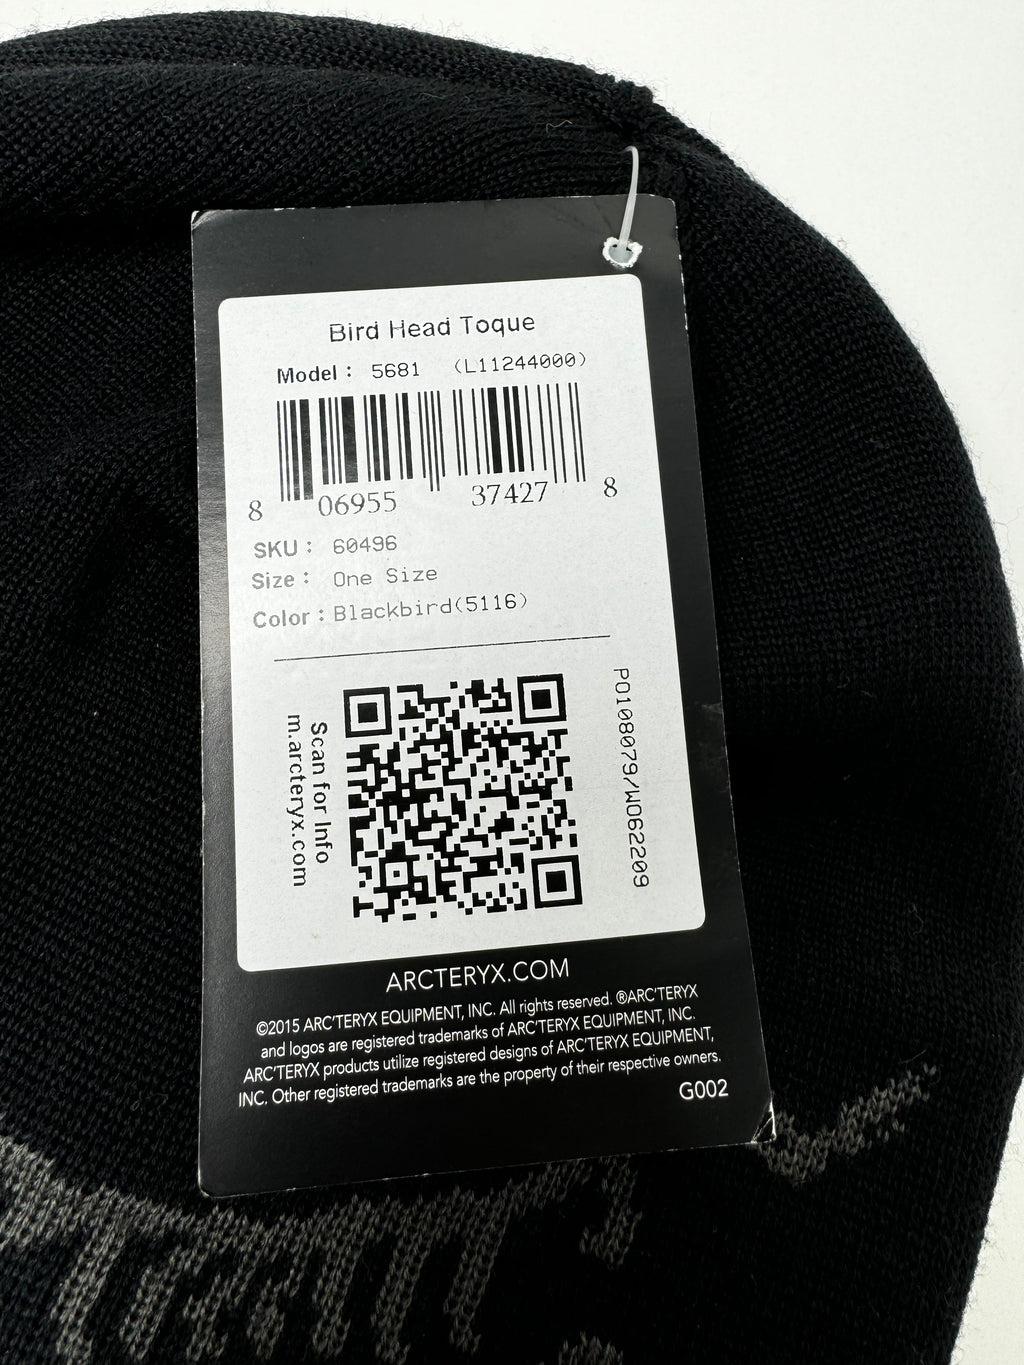 Bird Head Toque
Model: 5681 (L11244000)
8 06955 37427 8
SKU: 60496
Size: One Size
Color: Blackbird(5116)
Scan for Info
m.arcteryx.com
PO108079/WO62209
ARCTERYX.COM
©2015 ARC'TERYX EQUIPMENT, INC. All rights reserved. ®ARC'TERYX
and logos are registered trademarks of ARC'TERYX EQUIPMENT, INC.
ARC'TERYX products utilize registered designs of ARC'TERYX EQUIPMENT,
INC. Other registered trademarks are the property of their respective owners.
G002